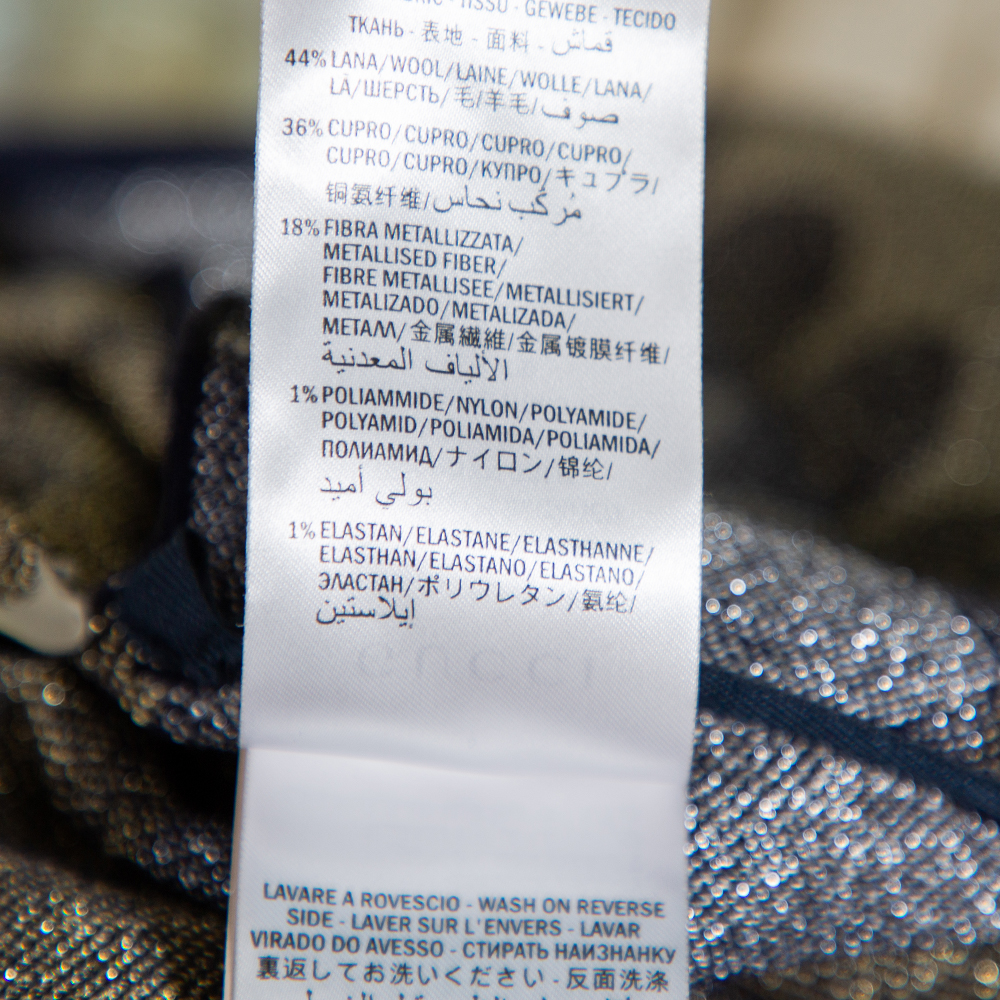 TISSU - GEWEBE - TECIDO
ТКАНЬ - 表地 - 面料 - قماش
44% LANA/WOOL/LAINE/WOLLE/LANA/
LÃ/ШЕРСТЬ/毛/羊毛/صوف
36% CUPRO/CUPRO/CUPRO/CUPRO/
CUPRO/CUPRO/КУПРО/キュプラ/
铜氨纤维/مُركب نحاس
18% FIBRA METALLIZZATA/
METALLISED FIBER/
FIBRE METALLISEE/METALLISIERT/
METALIZADO/METALIZADA/
МЕТАЛЛ/金属繊維/金属镀膜纤维/
الألياف المعدنية
1% POLIAMMIDE/NYLON/POLYAMIDE/
POLYAMID/POLIAMIDA/POLIAMIDA/
ПОЛИАМИД/ナイロン/锦纶/
بولي أميد
1% ELASTAN/ELASTANE/ELASTHANNE/
ELASTHAN/ELASTANO/ELASTANO/
ЭЛАСТАН/ポリウレタン/氨纶/
إيلاستين
LAVARE A ROVESCIO - WASH ON REVERSE
SIDE - LAVER SUR L'ENVERS - LAVAR
VIRADO DO AVESSO - СТИРАТЬ НАИЗНАНКУ
裏返してお洗いください - 反面洗涤